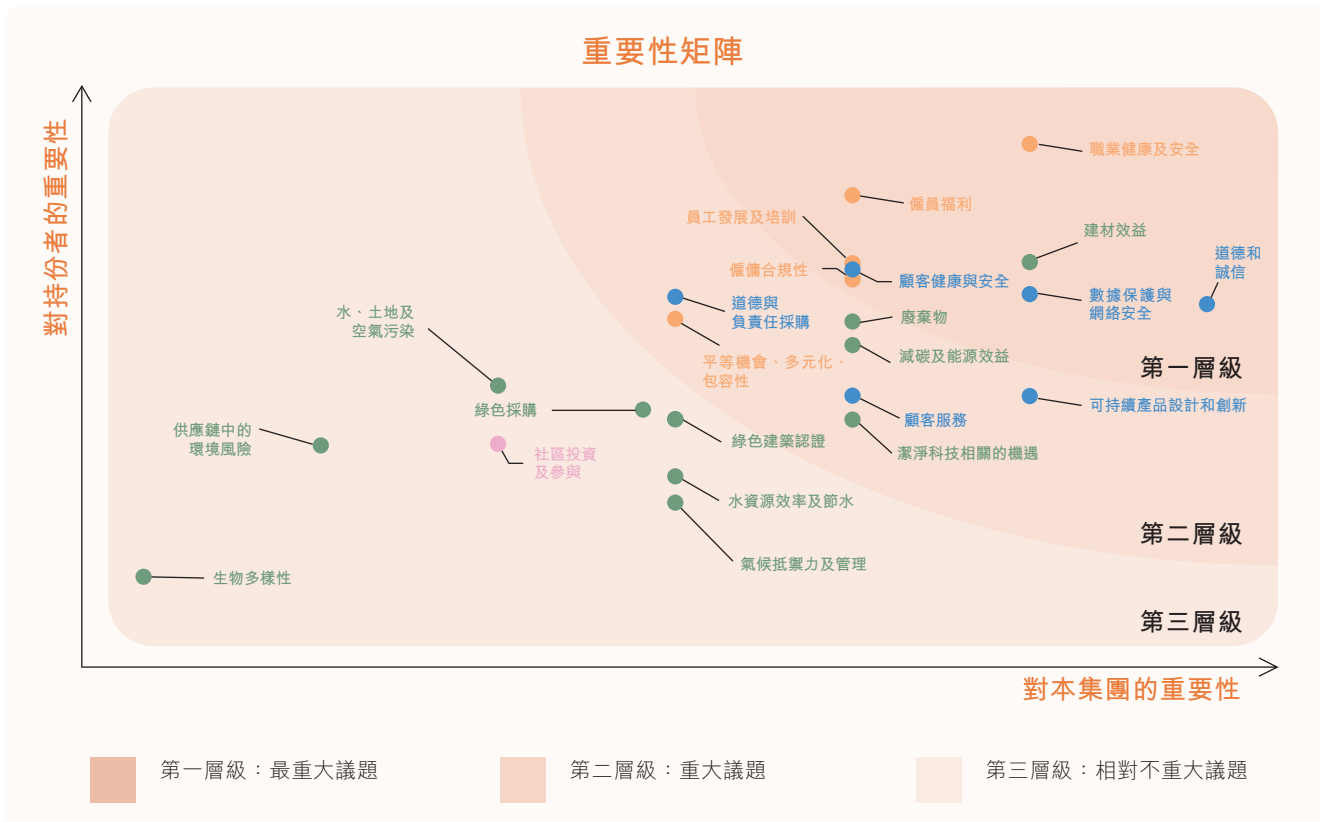 重要性矩陣
對持份者的重要性
職業健康及安全
僱員福利
員工發展及培訓
建材效益
道德和
誠信
僱傭合規性
顧客健康與安全
數據保護與
網絡安全
道德與
負責任採購
水、土地及
空氣污染
廢棄物
減碳及能源效益
平等機會、多元化、
包容性
第一層級
綠色採購
可持續產品設計和創新
顧客服務
供應鏈中的
環境風險
綠色建築認證
社區投資
及參與
潔淨科技相關的機遇
水資源效率及節水
第二層級
氣候抵禦力及管理
生物多樣性
第三層級
對本集團的重要性
第一層級：最重大議題
第二層級：重大議題
第三層級：相對不重大議題